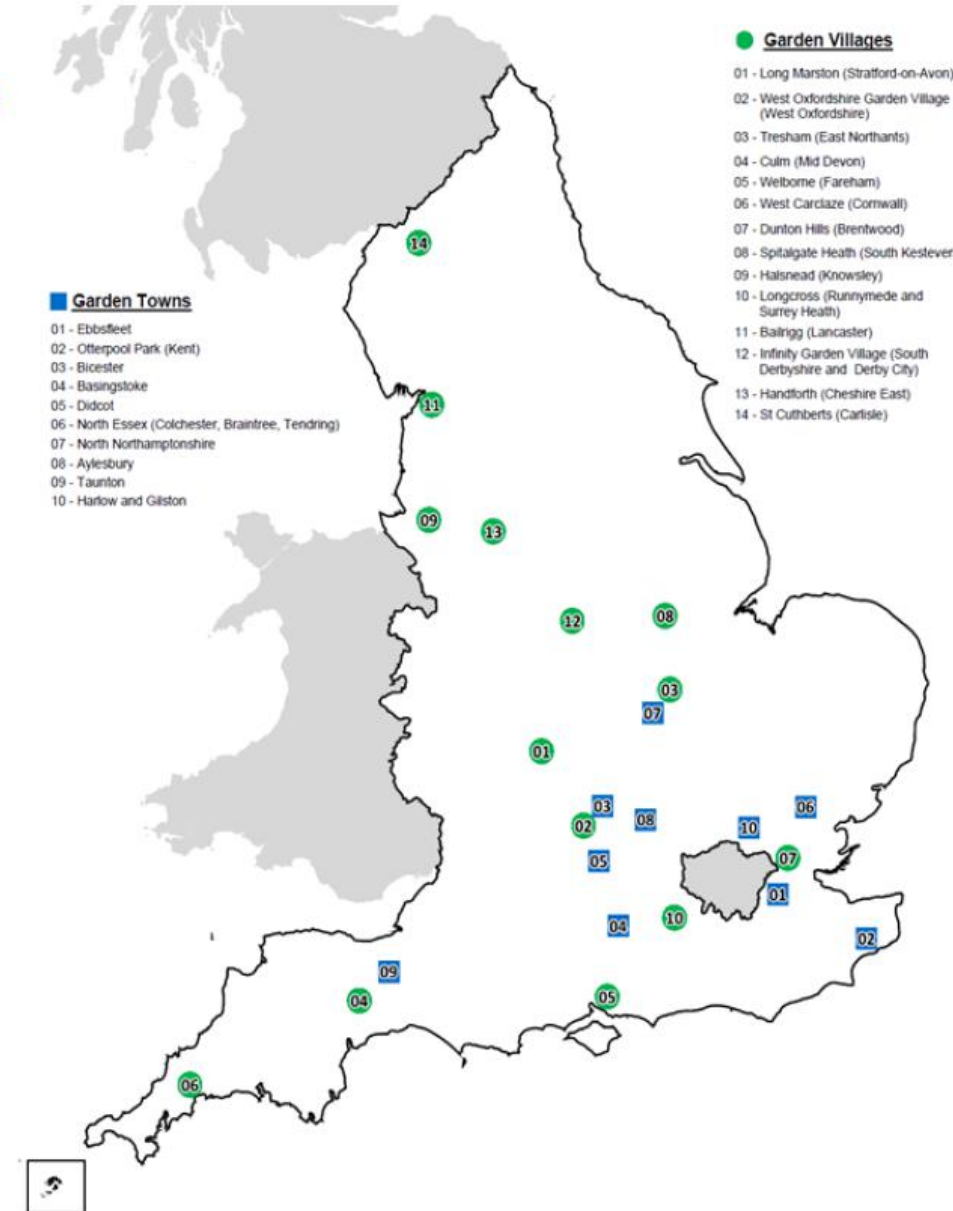 Garden Villages
01 - Long Marston (Stratford-on-Avon)
02 - West Oxfordshire Garden Village
(West Oxfordshire)
03 - Tresham (East Northants)
04 - Culm (Mid Devon)
05 - Welborne (Fareham)
06 - West Carclaze (Cornwall)
07 - Dunton Hills (Brentwood)
08 - Spitalgate Heath (South Kesteven
09 - Halsnead (Knowsley)
10 - Longcross (Runnymede and
Surrey Heath)
11 - Bailrigg (Lancaster)
12 - Infinity Garden Village (South
Derbyshire and Derby City)
13 - Handforth (Cheshire East)
14 - St Cuthberts (Carlisle)
Garden Towns
01 - Ebbsfleet
02 - Otterpool Park (Kent)
03 - Bicester
04 - Basingstoke
05 - Didcot
06 - North Essex (Colchester, Braintree, Tendring)
07 - North Northamptonshire
08 - Aylesbury
09 - Taunton
10 - Harlow and Gilston
14
11
09
13
12
08
03
07
01
03
06
02
08
10
05
07
01
10
04
02
09
04
05
06